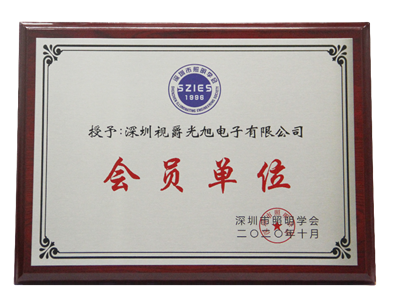 深圳市照明学会
SZIES
1996
授予:深圳视爵光旭电子有限公司
会员单位
深圳市照明学会
二〇二〇年十月